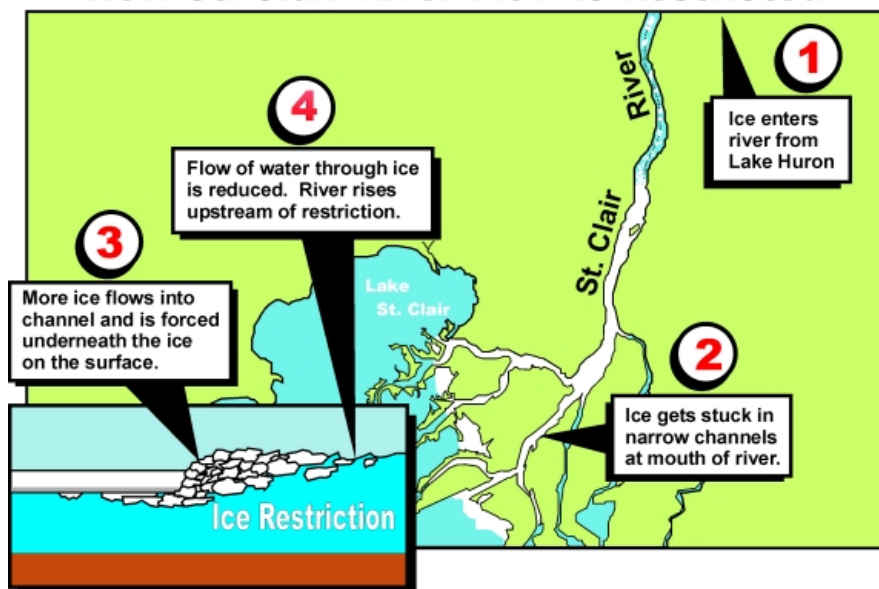 1
Ice enters
river from
Lake Huron
River
St. Clair
4
Flow of water through ice
is reduced. River rises
upstream of restriction.
3
More ice flows into
channel and is forced
underneath the ice
on the surface.
Lake
St. Clair
2
Ice gets stuck in
narrow channels
at mouth of river.
Ice Restriction